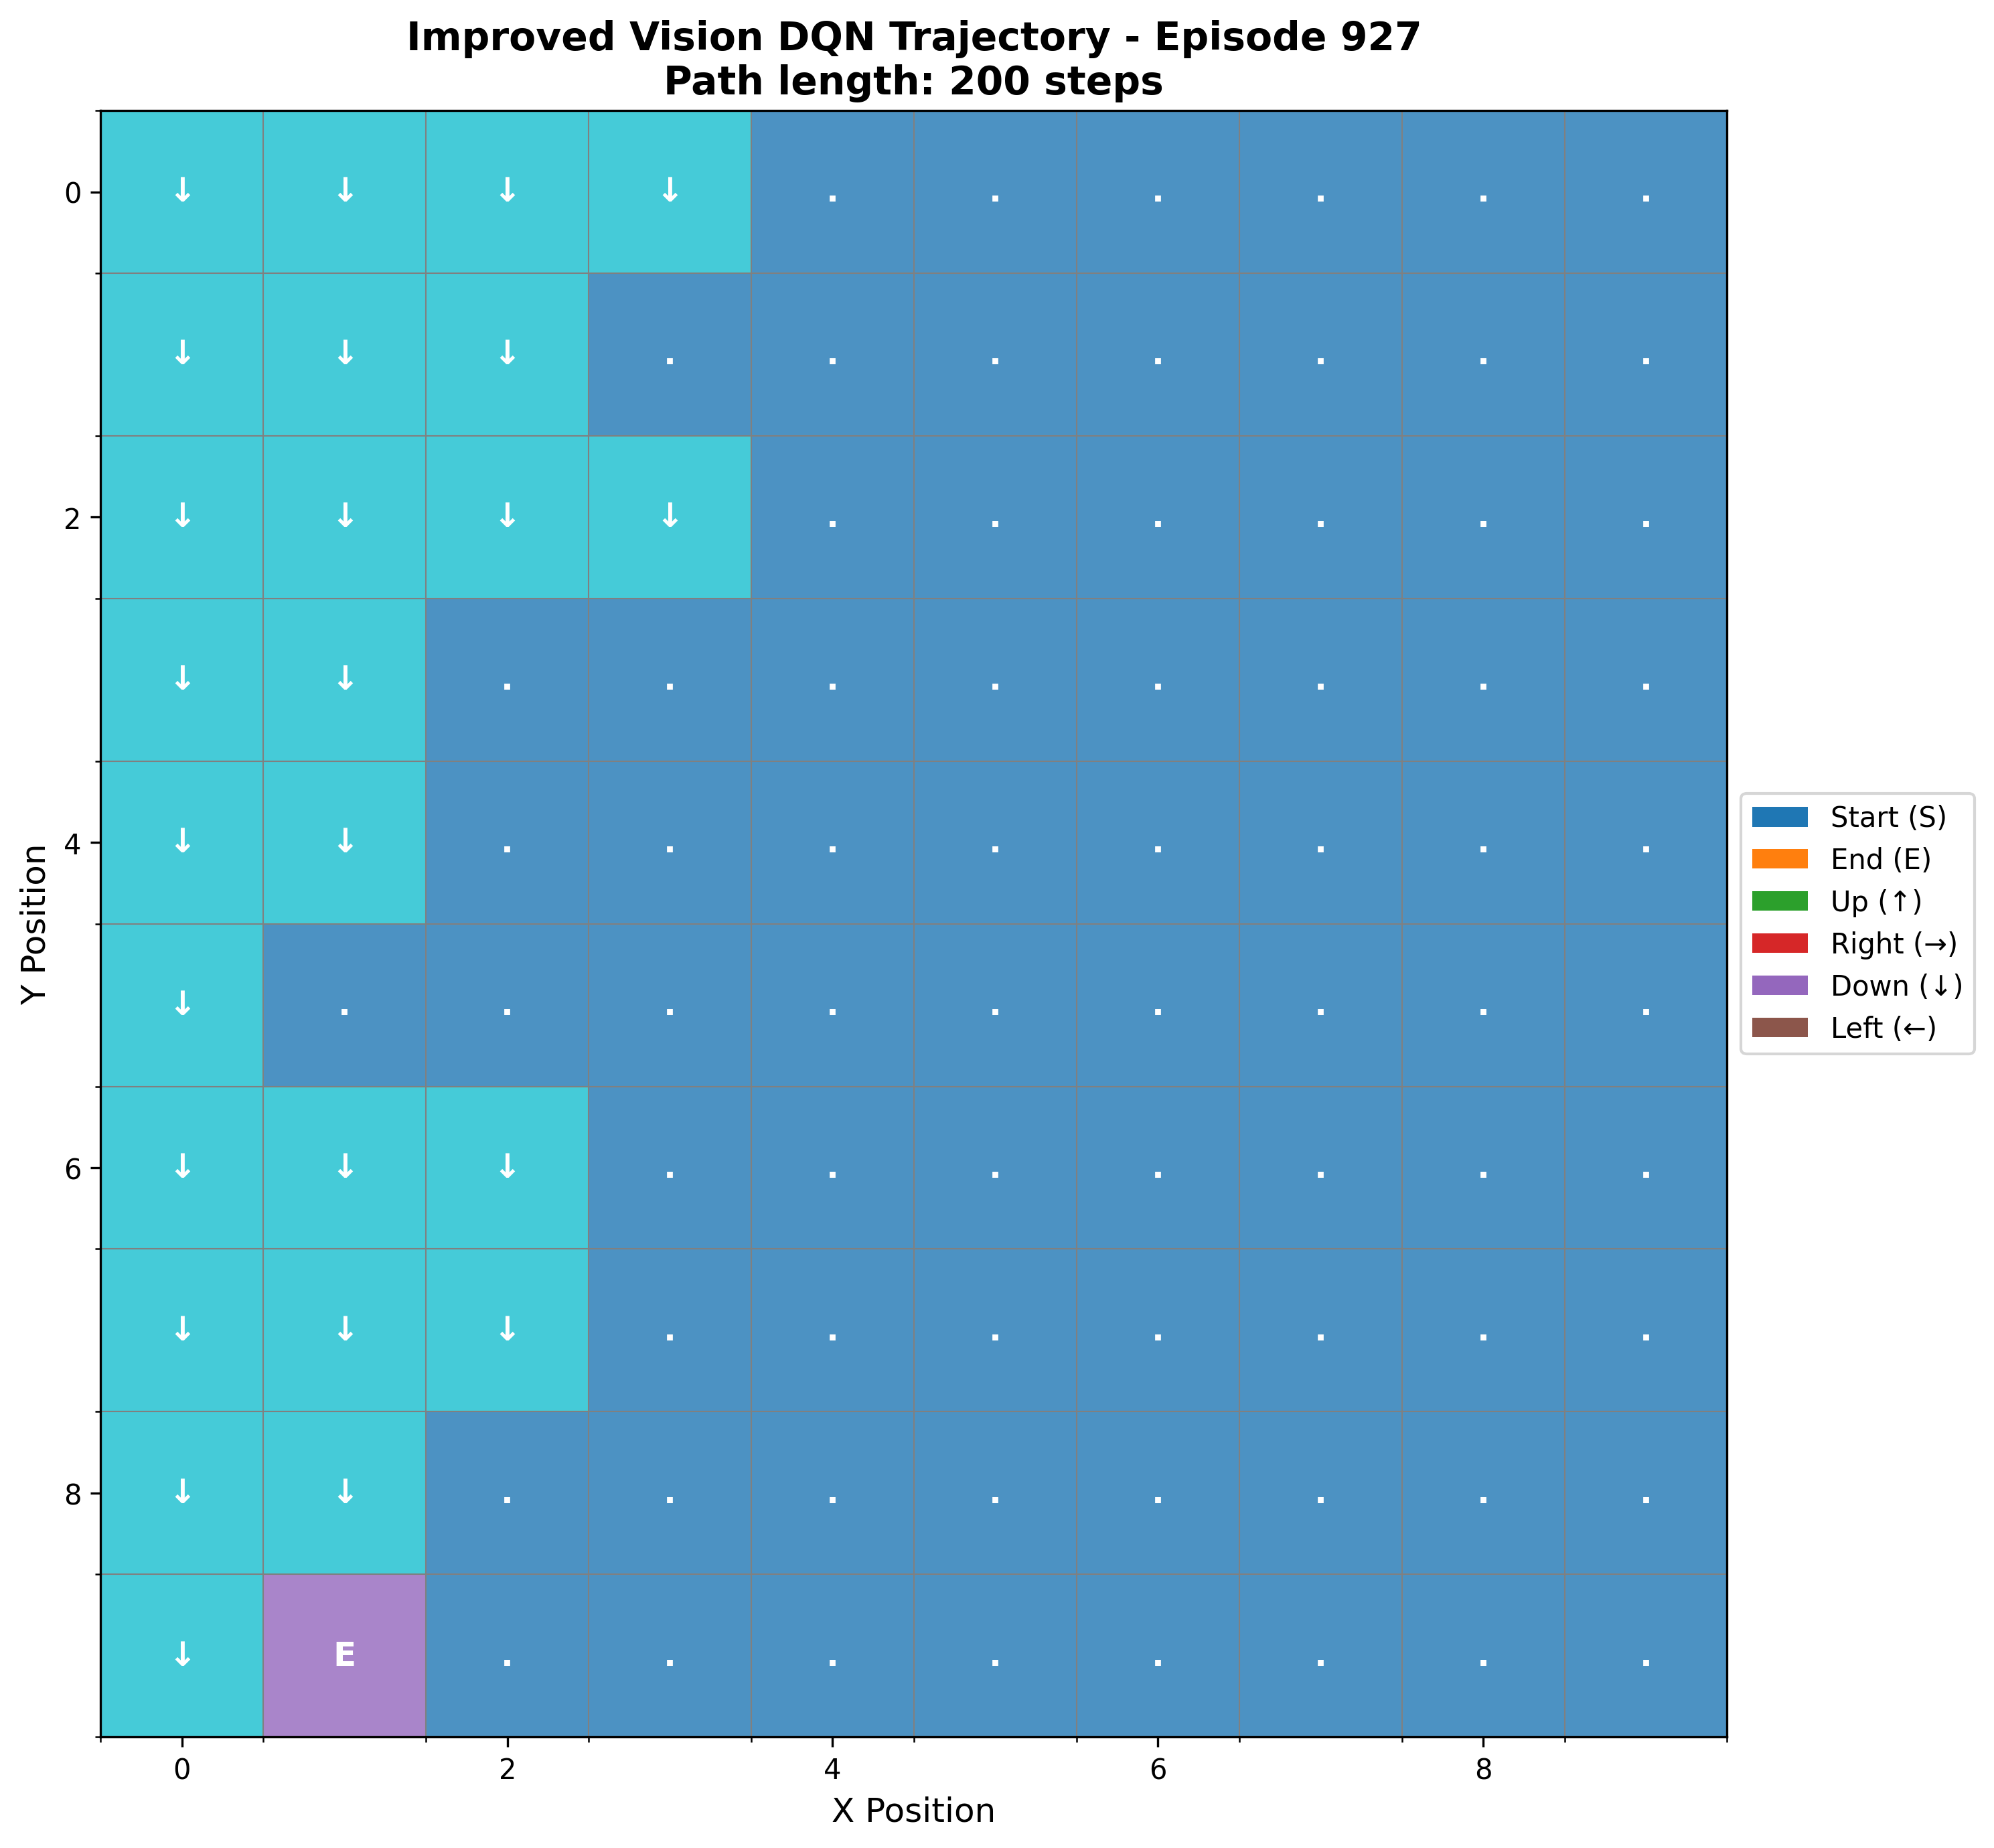 Improved Vision DQN Trajectory - Episode 927
Path length: 200 steps
0 ↓ ↓ ↓ ↓ . . . . . .
↓ ↓ ↓ . . . . . . .
2 ↓ ↓ ↓ ↓ . . . . . .
↓ ↓ . . . . . . . .
4 ↓ ↓ . . . . . . . .
↓ . . . . . . . . .
6 ↓ ↓ ↓ . . . . . . .
↓ ↓ ↓ . . . . . . .
8 ↓ ↓ . . . . . . . .
↓ E . . . . . . . .
0 2 4 6 8
X Position
Y Position
Start (S)
End (E)
Up (↑)
Right (→)
Down (↓)
Left (←)